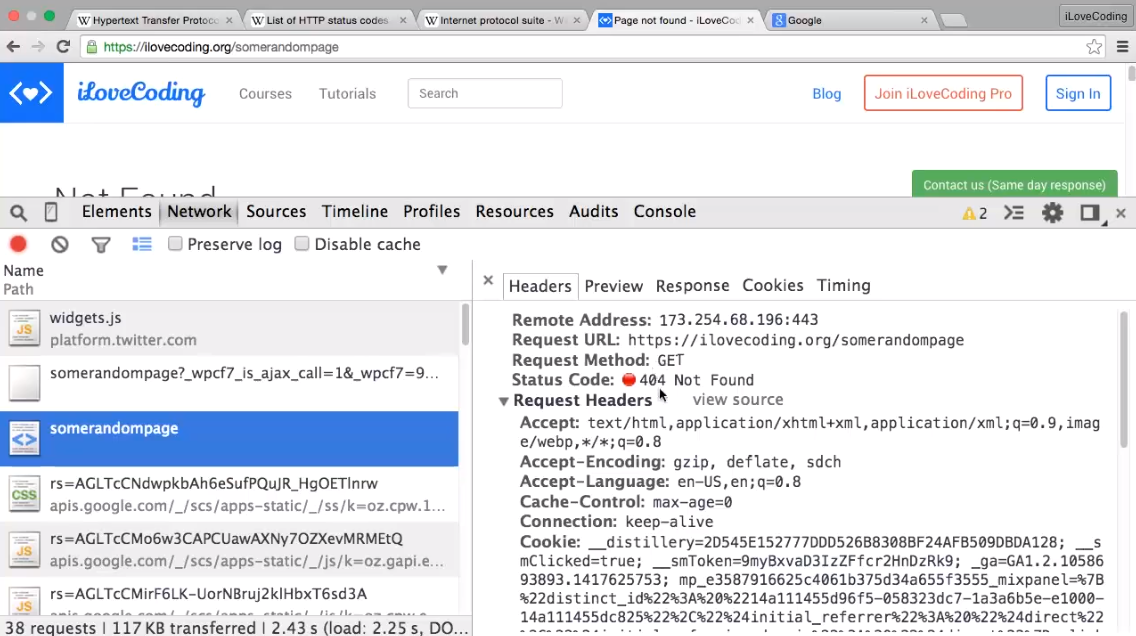 Hypertext Transfer Protoco
List of HTTP status codes
Internet protocol suite - W
Page not found - iLoveCod
Google
iLoveCoding
https://ilovecoding.org/somerandompage
iLoveCoding
Courses
Tutorials
Search
Blog
Join iLoveCoding Pro
Sign In
Not Found
Contact us (Same day response)
Elements Network Sources Timeline Profiles Resources Audits Console
2
Preserve log
Disable cache
Name
Path
widgets.js
platform.twitter.com
somerandompage?_wpcf7_is_ajax_call=1&_wpcf7=9...
somerandompage
rs=AGLTcCNdwpkbAh6eSufPQuJR_HgOETlnrw
apis.google.com/_/scs/apps-static/_/ss/k=oz.cpw.1...
rs=AGLTcCMo6w3CAPCUawAXNy7OZXevMRMEtQ
apis.google.com/_/scs/apps-static/_/js/k=oz.gapi.e...
rs=AGLTcCMirF6LK-UorNBruj2klHbxT6sd3A
38 requests | 117 KB transferred | 2.43 s (load: 2.25 s, DO...
Headers Preview Response Cookies Timing
Remote Address: 173.254.68.196:443
Request URL: https://ilovecoding.org/somerandompage
Request Method: GET
Status Code: 404 Not Found
Request Headers view source
Accept: text/html,application/xhtml+xml,application/xml;q=0.9,imag
e/webp,*/*;q=0.8
Accept-Encoding: gzip, deflate, sdch
Accept-Language: en-US,en;q=0.8
Cache-Control: max-age=0
Connection: keep-alive
Cookie: __distillery=2D545E152777DDD526B8308BF24AFB509DBDA128; __s
mClicked=true; __smToken=9myBxvaD3IzZFfcr2HnDzRk9; _ga=GA1.2.10586
93893.1417625753; mp_e3587916625c4061b375d34a655f3555_mixpanel=%7B
%22distinct_id%22%3A%20%2214a111455d96f5-058323dc7-1a3a6b5e-e1000-
14a111455dc825%22%2C%22%24initial_referrer%22%3A%20%22%24direct%22